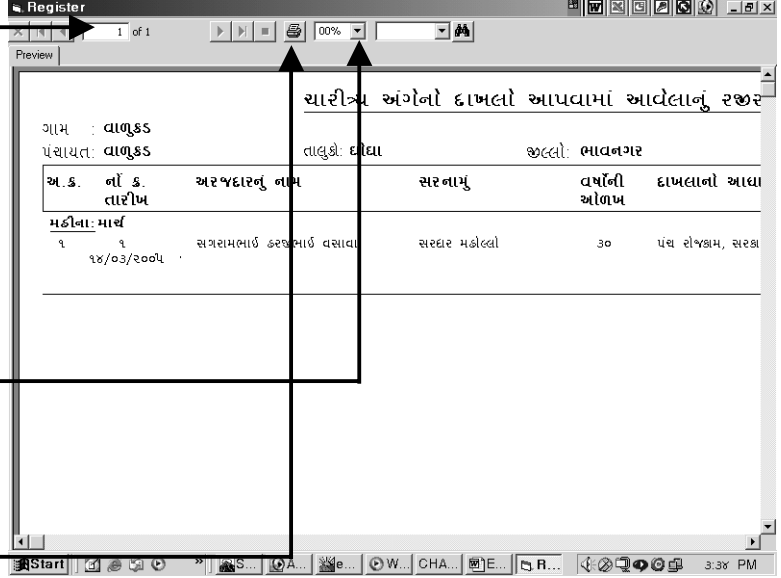 Register
1 of 1 00%
Preview
ચારીત્ર્ય અંગેનો દાખલો આપવામાં આવેલાનું રજીસ
ગામ : વાળુકડ
પંચાયત: વાળુકડ તાલુકો: ઘોઘા જીલ્લો: ભાવનગર
અ.ક્ર. નોં ક્ર. અરજદારનું નામ સરનામું વર્ષોની દાખલાનો આધા
તારીખ ઓળખ
મહીના: માર્ચ
૧ ૧ સગરામભાઈ હરજીભાઈ વસાવા સરદાર મહોલ્લો ૩૦ પંચ રોજકામ, સરકા
૧૪/૦૩/૨૦૦૫
Start » S... A... e... W... CHA... E... R... ૩:૩૪ PM